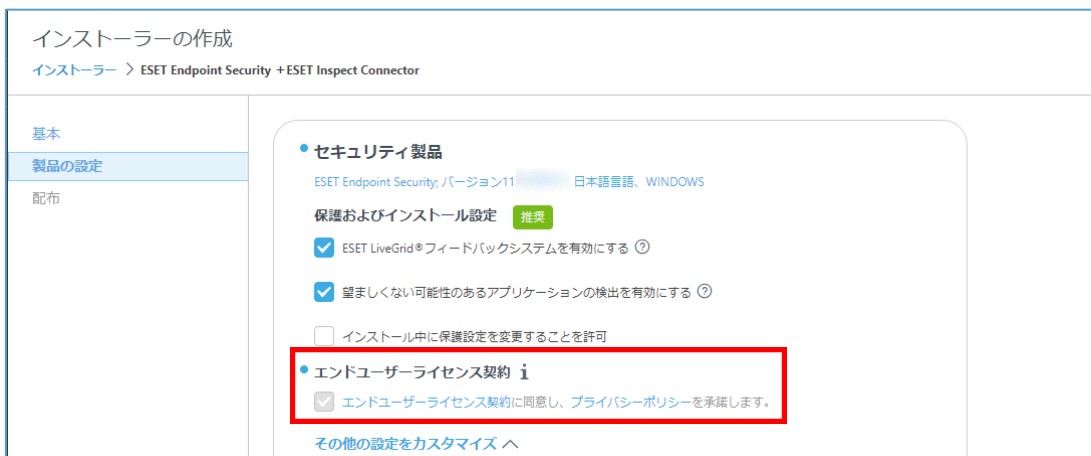 インストーラーの作成
インストーラー > ESET Endpoint Security +ESET Inspect Connector
基本
製品の設定
配布
セキュリティ製品
ESET Endpoint Security; バージョン11 日本語言語、WINDOWS
保護およびインストール設定 推奨
ESET LiveGrid®フィードバックシステムを有効にする ?
望ましくない可能性のあるアプリケーションの検出を有効にする ?
インストール中に保護設定を変更することを許可
エンドユーザーライセンス契約 i
エンドユーザーライセンス契約に同意し、プライバシーポリシーを承諾します。
その他の設定をカスタマイズ